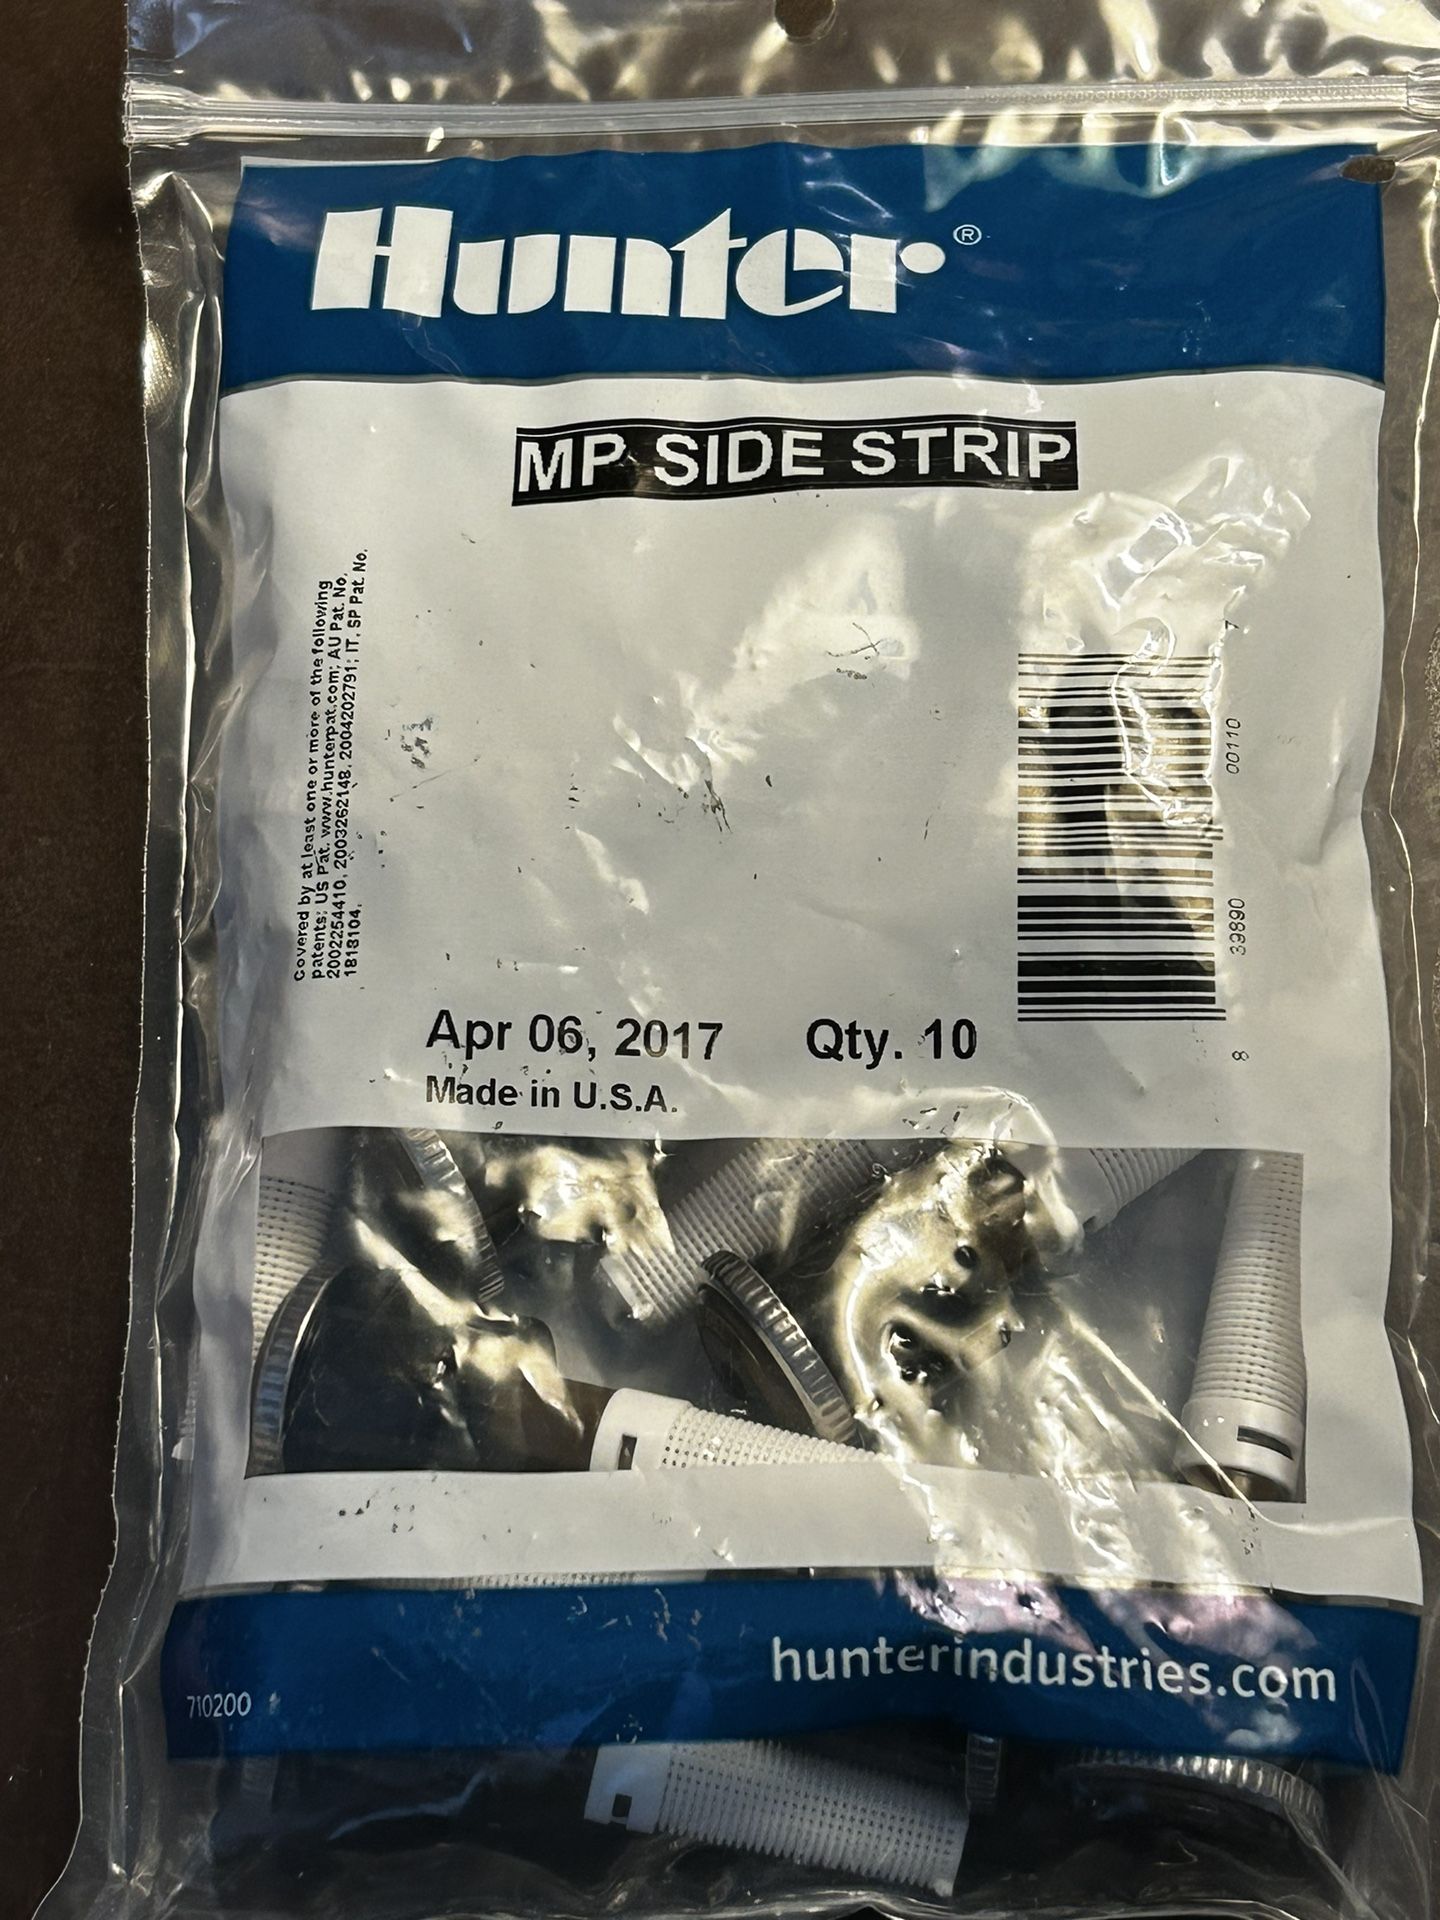 Hunter®
MP SIDE STRIP
Covered by at least one or more of the following
patents; US Pat. www.hunterpat.com; AU Pat. No.
2002254410, 2003262148, 2004202791; IT, SP Pat. No.
1818104.
7
00110
39890
8
Apr 06, 2017 Qty. 10
Made in U.S.A.
hunterindustries.com
710200